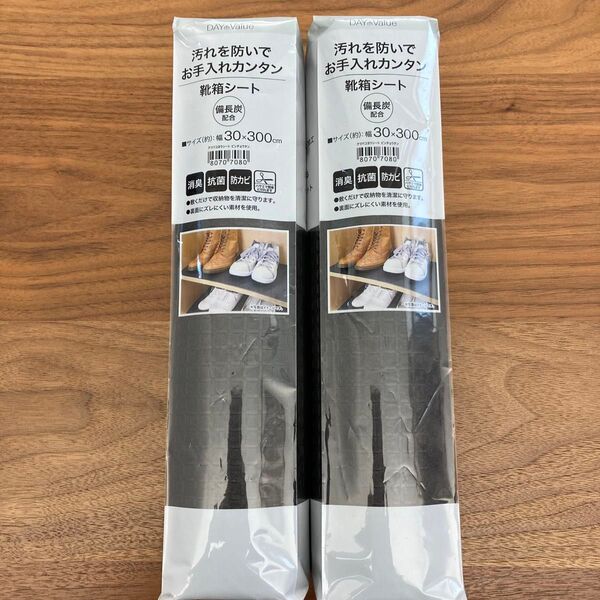 DAY Value
汚れを防いで
お手入れカンタン
靴箱シート
備長炭
配合
■サイズ(約):幅 30×300cm
8070 7080
消臭 抗菌 防カビ
●敷くだけで収納物を清潔に守ります。
●裏面にズレにくい素材を使用。
DAY Value
汚れを防いで
お手入れカンタン
靴箱シート
備長炭
配合
■サイズ(約):幅 30×300cm
8070 7080
消臭 抗菌 防カビ
●敷くだけで収納物を清潔に守ります。
●裏面にズレにくい素材を使用。